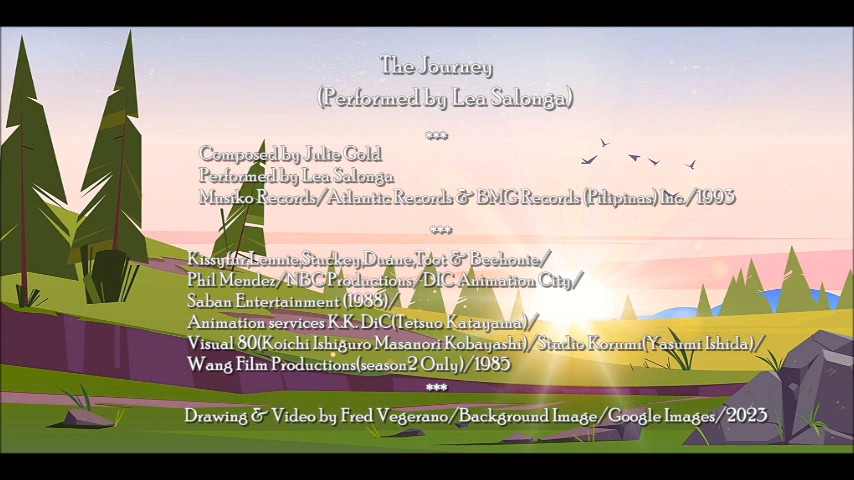 The Journey
(Performed by Lea Salonga)
***
Composed by Julie Gold
Performed by Lea Salonga
Musiko Records/Atlantic Records & BMG Records (Pilipinas) Inc./1993
***
Kissyfur,Lennie,Stuckey,Duane,Toot & Beehonie/
Phil Mendez/NBC Productions/DIC Animation City/
Saban Entertainment (1988)/
Animation services K.K. DiC(Tetsuo Katayama)/
Visual 80(Koichi Ishiguro Masanori Kobayashi)/Studio Korumi(Yasumi Ishida)/
Wang Film Productions(season2 Only)/1985
***
Drawing & Video by Fred Vegerano/Background Image/Google Images/2023